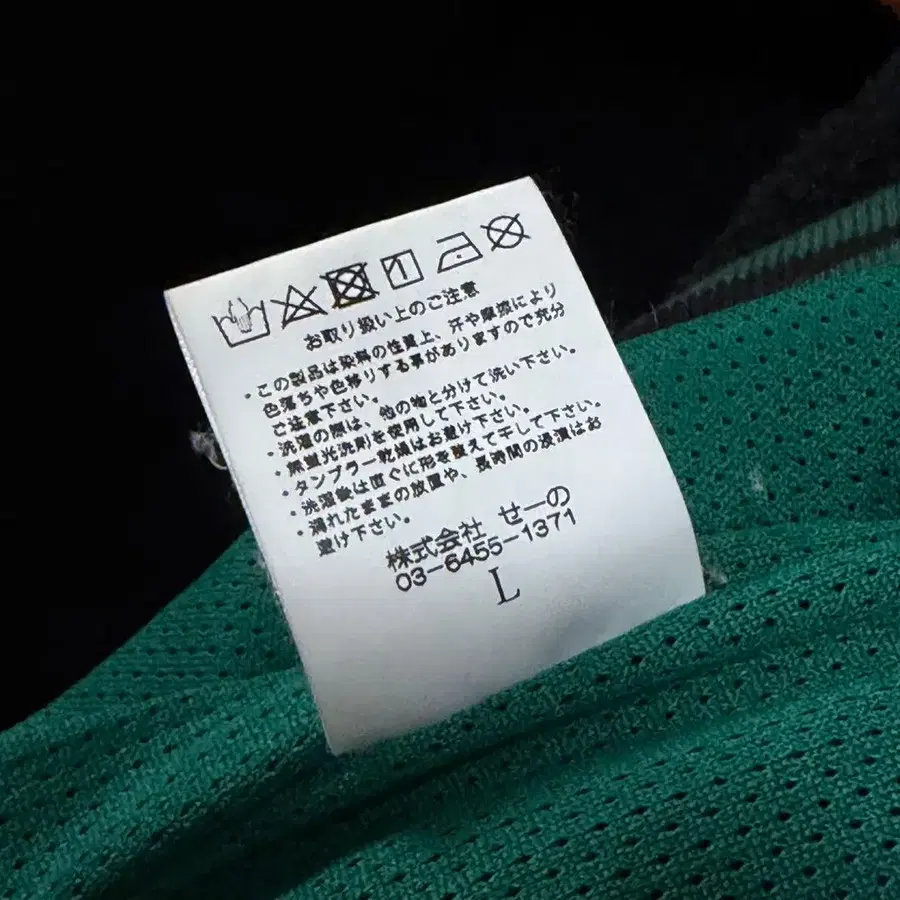 お取り扱い上のご注意
・この製品は染料の性質上、汗や摩擦により
色落ちや色移りする事がありますので充分
ご注意下さい。
・洗濯の際は、他の物と分けて洗い下さい。
・無蛍光洗剤を使用して下さい。
・タンブラー乾燥はお避け下さい。
・洗濯後は直ぐに形を整えて干して下さい。
・濡れたままの放置や、長時間の浸漬はお
避け下さい。
株式会社 せーの
03-6455-1371
L